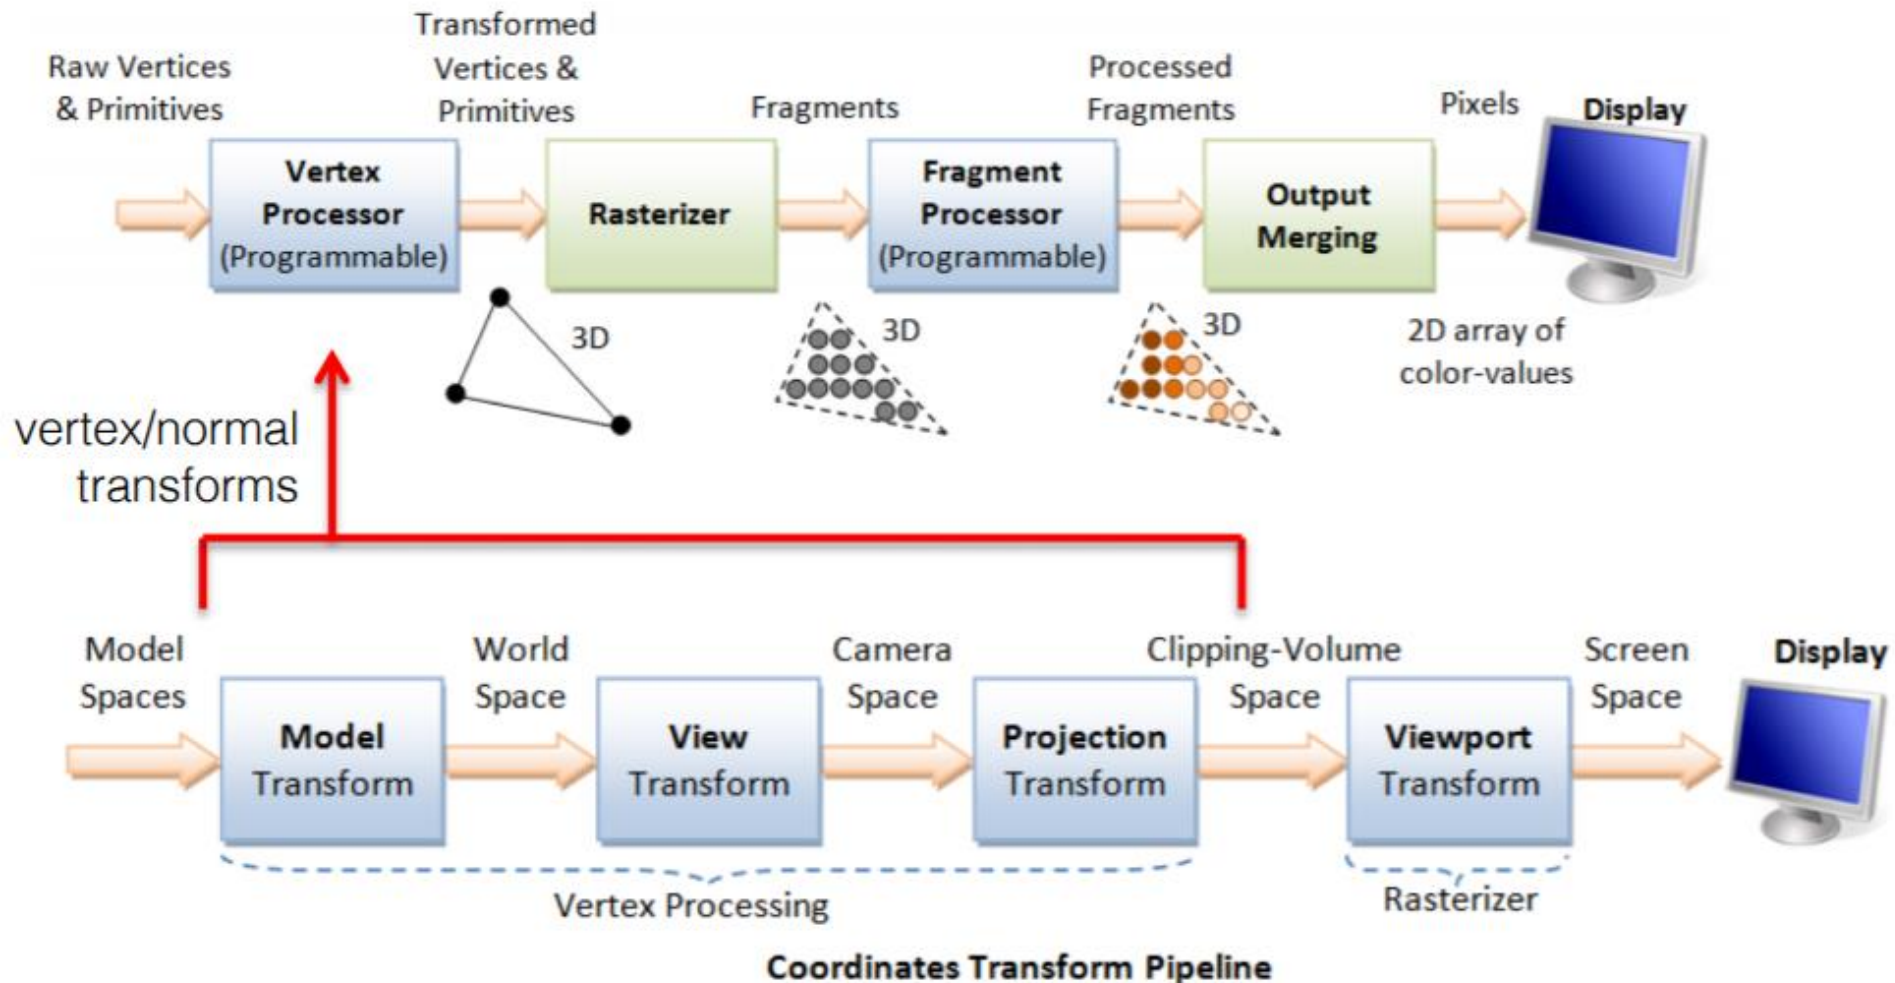 Raw Vertices
& Primitives
Transformed
Vertices &
Primitives
Fragments
Processed
Fragments
Pixels
Display
Vertex
Processor
(Programmable)
Rasterizer
Fragment
Processor
(Programmable)
Output
Merging
3D
3D
3D
2D array of
color-values
vertex/normal
transforms
Model
Spaces
World
Space
Camera
Space
Clipping-Volume
Space
Screen
Space
Display
Model
Transform
View
Transform
Projection
Transform
Viewport
Transform
Vertex Processing
Rasterizer
Coordinates Transform Pipeline